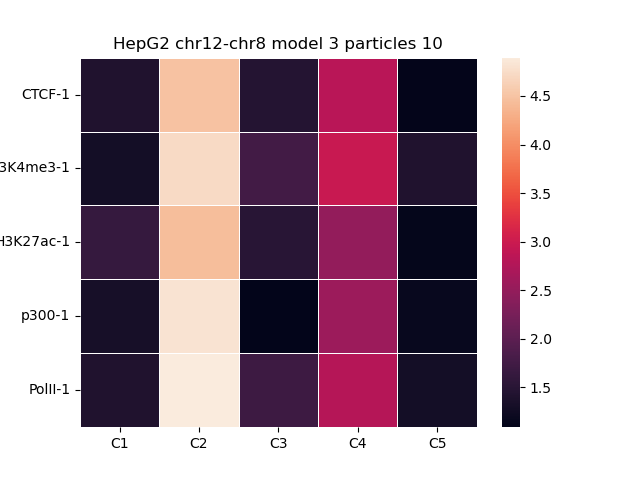 HepG2 chr12-chr8 model 3 particles 10
CTCF-1
3K4me3-1
H3K27ac-1
p300-1
PolII-1
C1 C2 C3 C4 C5
4.5
4.0
3.5
3.0
2.5
2.0
1.5